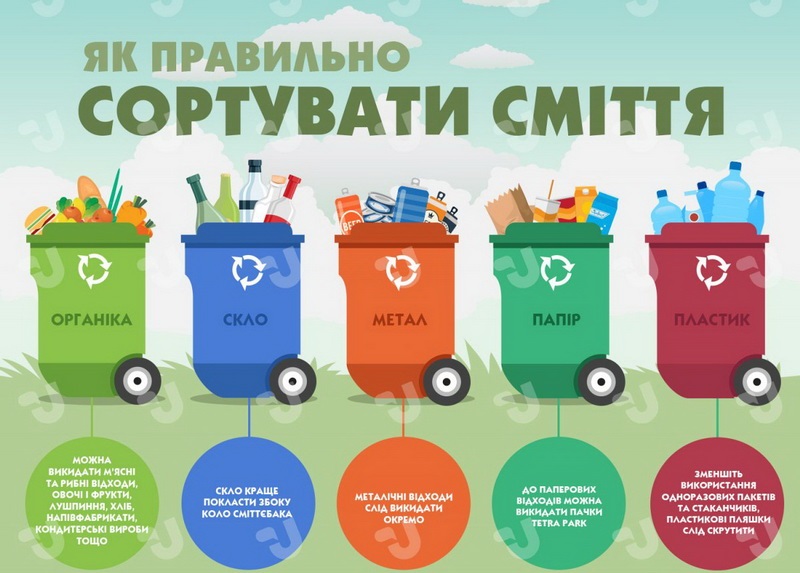 ЯК ПРАВИЛЬНО
СОРТУВАТИ СМІТТЯ
ОРГАНІКА
СКЛО
МЕТАЛ
ПАПІР
ПЛАСТИК
BEER
МОЖНА
ВИКИДАТИ М'ЯСНІ
ТА РИБНІ ВІДХОДИ,
ОВОЧІ І ФРУКТИ,
ЛУШПИННЯ, ХЛІБ,
НАПІВФАБРИКАТИ,
КОНДИТЕРСЬКІ ВИРОБИ
ТОЩО
СКЛО КРАЩЕ
ПОКЛАСТИ ЗБОКУ
КОЛО СМІТТЄБАКА
МЕТАЛІЧНІ ВІДХОДИ
СЛІД ВИКИДАТИ
ОКРЕМО
ДО ПАПЕРОВИХ
ВІДХОДІВ МОЖНА
ВИКИДАТИ ПАЧКИ
TETRA PARK
ЗМЕНШІТЬ
ВИКОРИСТАННЯ
ОДНОРАЗОВИХ ПАКЕТІВ
ТА СТАКАНЧИКІВ,
ПЛАСТИКОВІ ПЛЯШКИ
СЛІД СКРУТИТИ